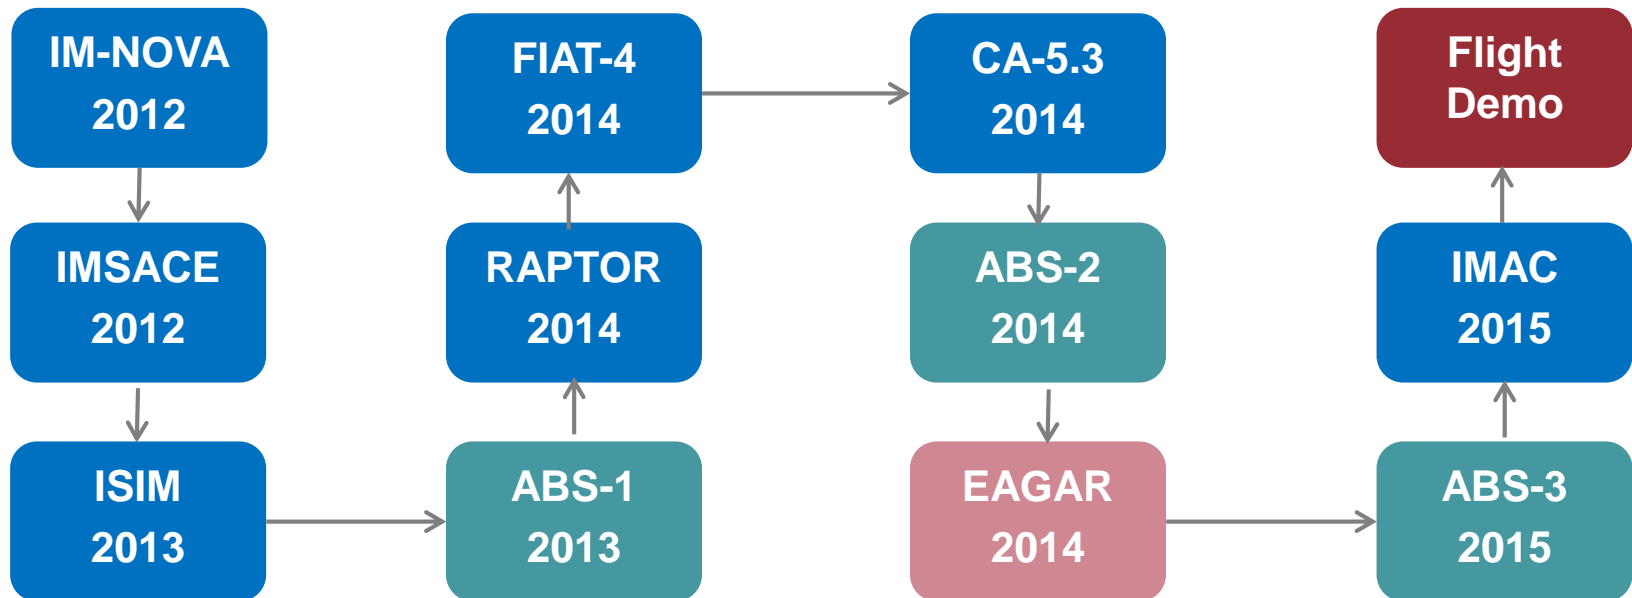 IM-NOVA
2012
IMSACE
2012
ISIM
2013
ABS-1
2013
RAPTOR
2014
FIAT-4
2014
CA-5.3
2014
ABS-2
2014
EAGAR
2014
ABS-3
2015
IMAC
2015
Flight
Demo